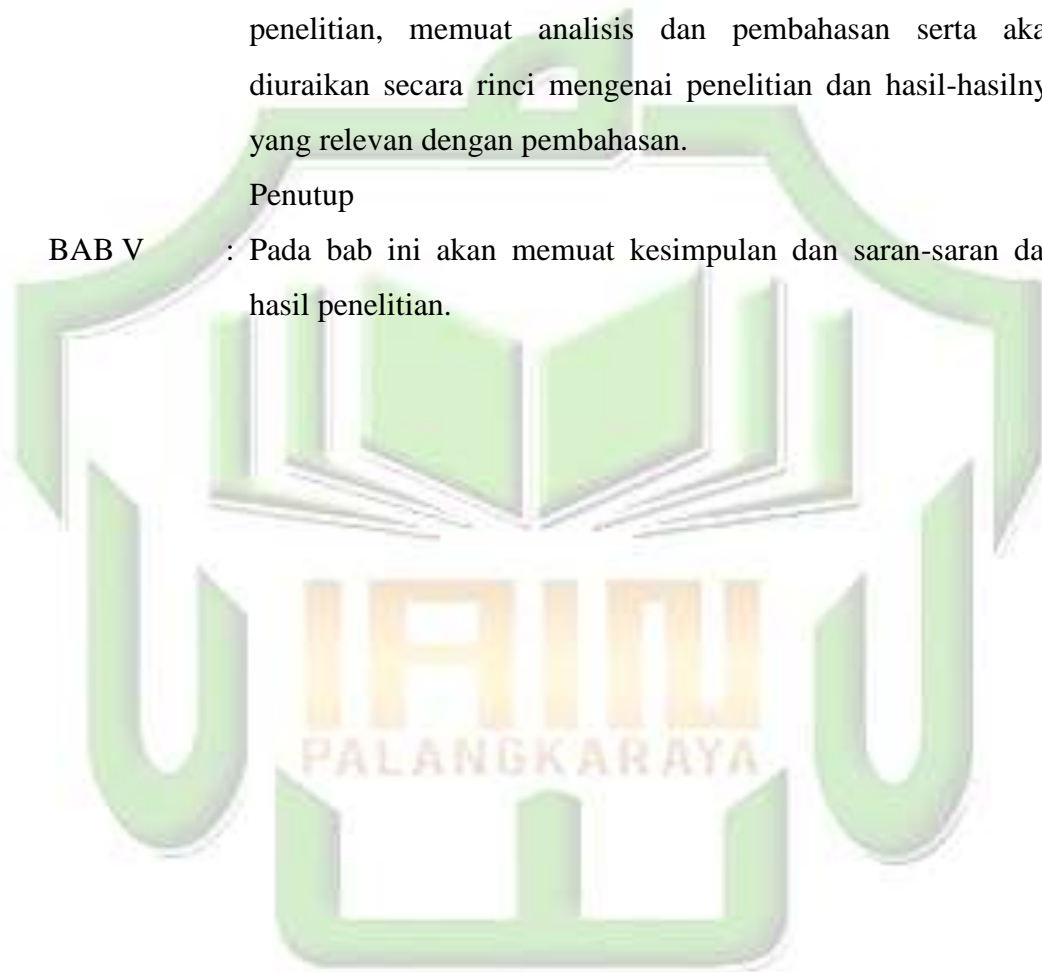 penelitian, memuat analisis dan pembahasan serta aka
diuraikan secara rinci mengenai penelitian dan hasil-hasilny
yang relevan dengan pembahasan.
Penutup
BAB V : Pada bab ini akan memuat kesimpulan dan saran-saran da
hasil penelitian.
IAIN
PALANGKARAYA